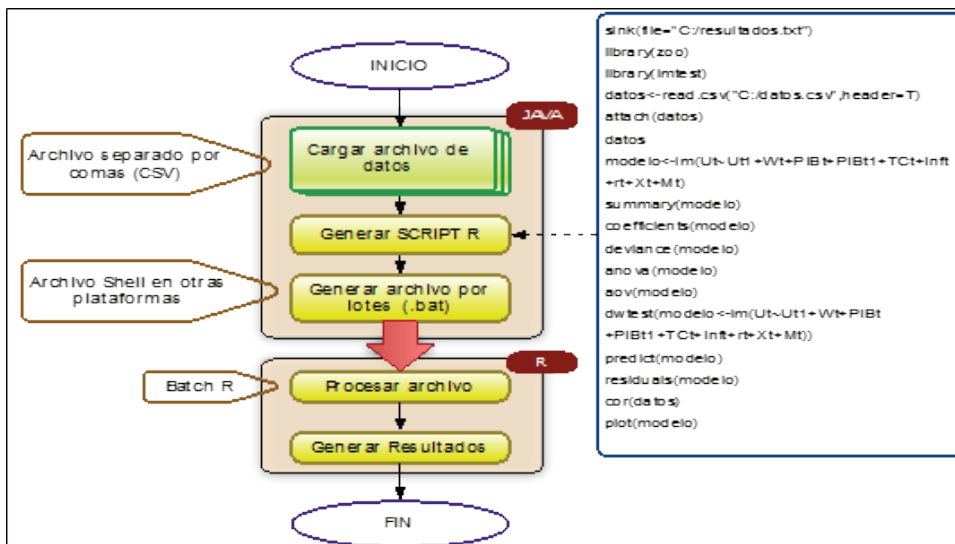 INICIO
JAVA
Archivo separado por
comas (CSV)
Cargar archivo de
datos
Generar SCRIPT R
Archivo Shell en otras
plataformas
Generar archivo por
lotes (.bat)
R
Batch R
Procesar archivo
Generar Resultados
FIN
sink(file="C:/resultados.txt")
library(zoo)
library(lmtest)
datos<-read.csv("C:/datos.csv",header=T)
attach(datos)
datos
modelo<-lm(Ut~Ut1+Wt+PIBt+PIBt1+TCt+Inft
+rt+Xt+Mt)
summary(modelo)
coefficients(modelo)
deviance(modelo)
anova(modelo)
aov(modelo)
dwtest(modelo<-lm(Ut~Ut1+Wt+PIBt
+PIBt1+TCt+Inft+rt+Xt+Mt))
predict(modelo)
residuals(modelo)
cor(datos)
plot(modelo)